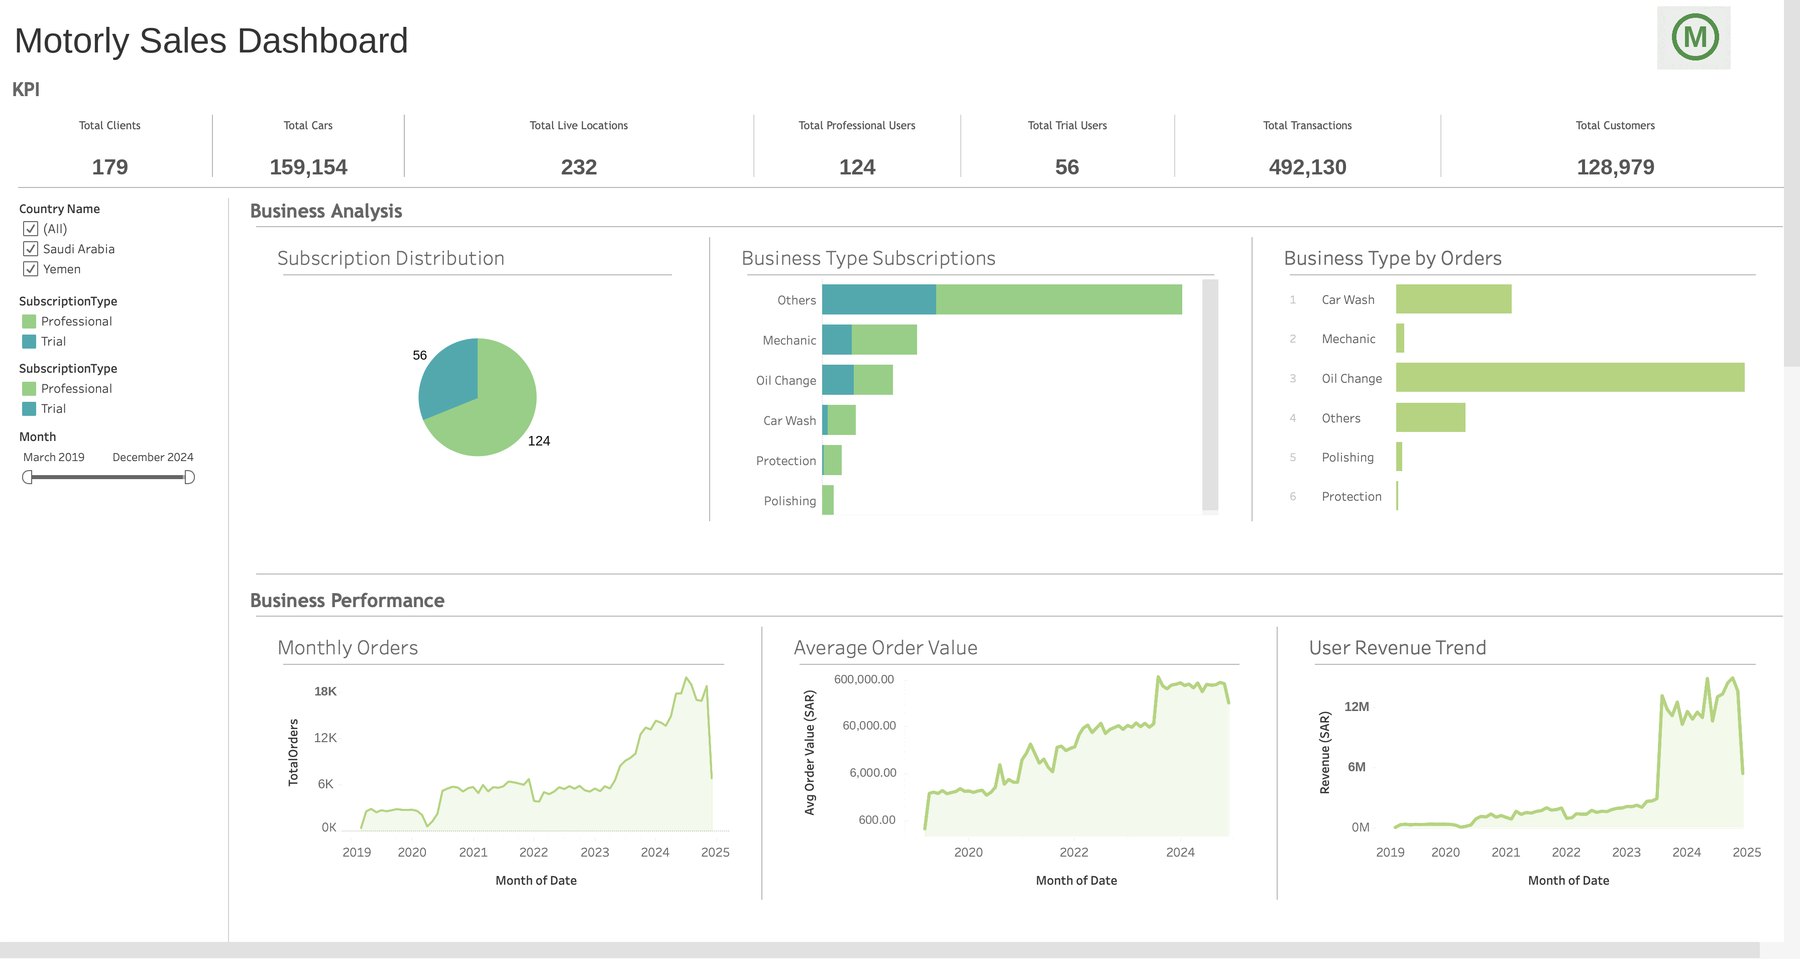 Motorly Sales Dashboard
M
KPI
Total Clients
179
Total Cars
159,154
Total Live Locations
232
Total Professional Users
124
Total Trial Users
56
Total Transactions
492,130
Total Customers
128,979
Country Name
(All)
Saudi Arabia
Yemen
SubscriptionType
Professional
Trial
SubscriptionType
Professional
Trial
Month
March 2019 December 2024
Business Analysis
Subscription Distribution
56
124
Business Type Subscriptions
Others
Mechanic
Oil Change
Car Wash
Protection
Polishing
Business Type by Orders
1 Car Wash
2 Mechanic
3 Oil Change
4 Others
5 Polishing
6 Protection
Business Performance
Monthly Orders
TotalOrders
18K
12K
6K
0K
2019 2020 2021 2022 2023 2024 2025
Month of Date
Average Order Value
Avg Order Value (SAR)
600,000.00
60,000.00
6,000.00
600.00
2020 2022 2024
Month of Date
User Revenue Trend
Revenue (SAR)
12M
6M
0M
2019 2020 2021 2022 2023 2024 2025
Month of Date